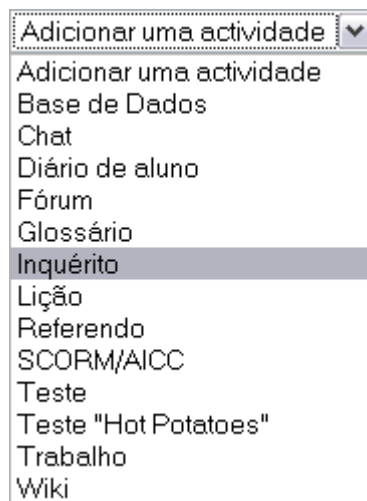 Adicionar uma actividade
Adicionar uma actividade
Base de Dados
Chat
Diário de aluno
Fórum
Glossário
Inquérito
Lição
Referendo
SCORM/AICC
Teste
Teste "Hot Potatoes"
Trabalho
Wiki